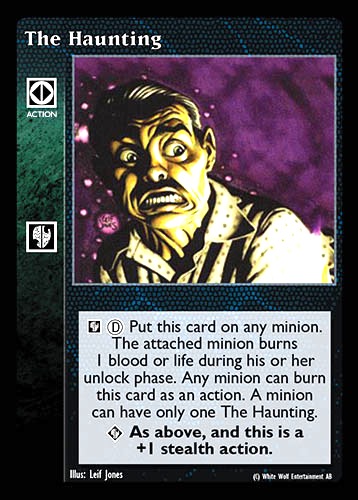 The Haunting
ACTION
D Put this card on any minion.
The attached minion burns
1 blood or life during his or her
unlock phase. Any minion can burn
this card as an action. A minion
can have only one The Haunting.
As above, and this is a
+1 stealth action.
Illus: Leif Jones
(C) White Wolf Entertainment AB